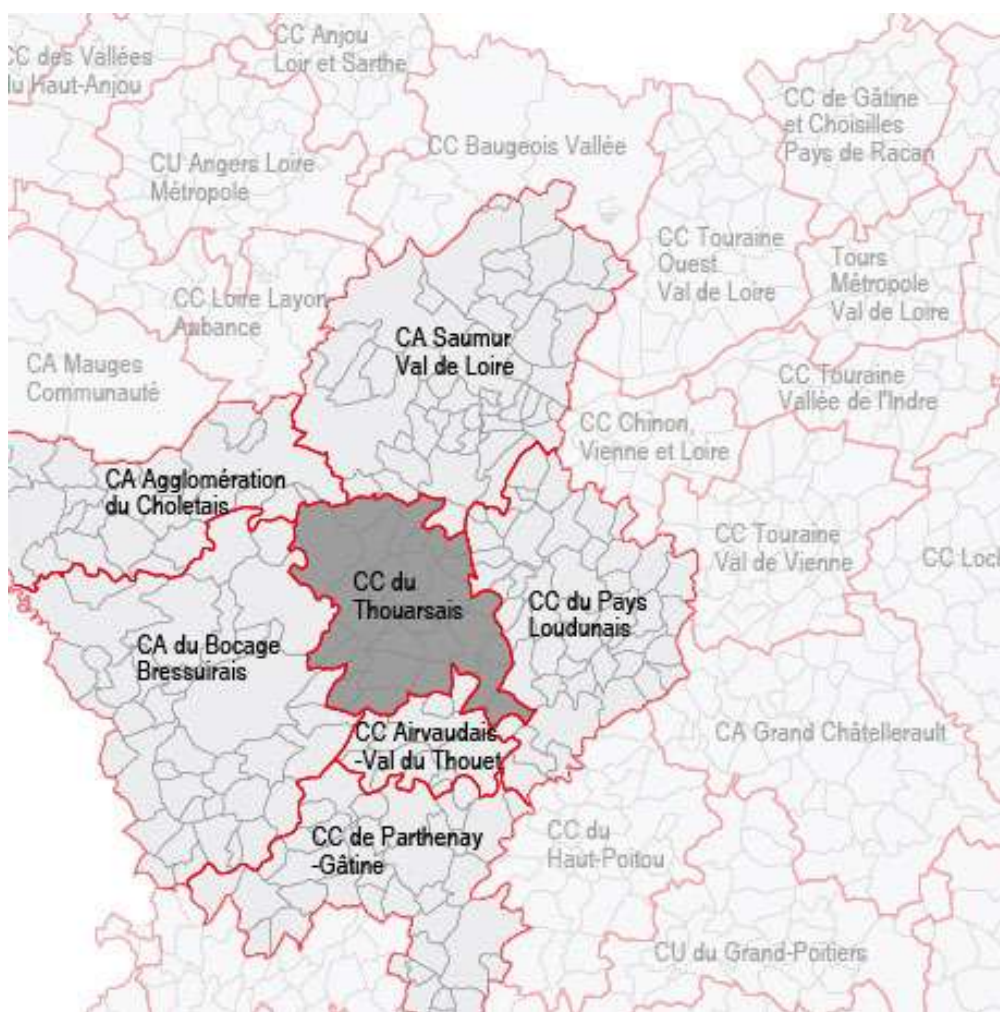 CC des Vallées
du Haut-Anjou
CC Anjou
Loir et Sarthe
CC de Gâtine
et Choisilles
Pays de Racan
CU Angers Loire
Métropole
CC Baugeois Vallée
CC Touraine
Ouest
Val de Loire
Tours
Métropole
Val de Loire
CC Loire Layon
Aubance
CA Saumur
Val de Loire
CA Mauges
Communauté
CC Touraine
Vallée de l'Indre
CC Chinon,
Vienne et Loire
CA Agglomération
du Choletais
CC Touraine
Val de Vienne
CC Loc
CC du
Thouarsais
CC du Pays
Loudunais
CA du Bocage
Bressuirais
CC Airvaudais
-Val du Thouet
CA Grand Châtellerault
CC de Parthenay
-Gâtine
CC du
Haut-Poitou
CU du Grand-Poitiers